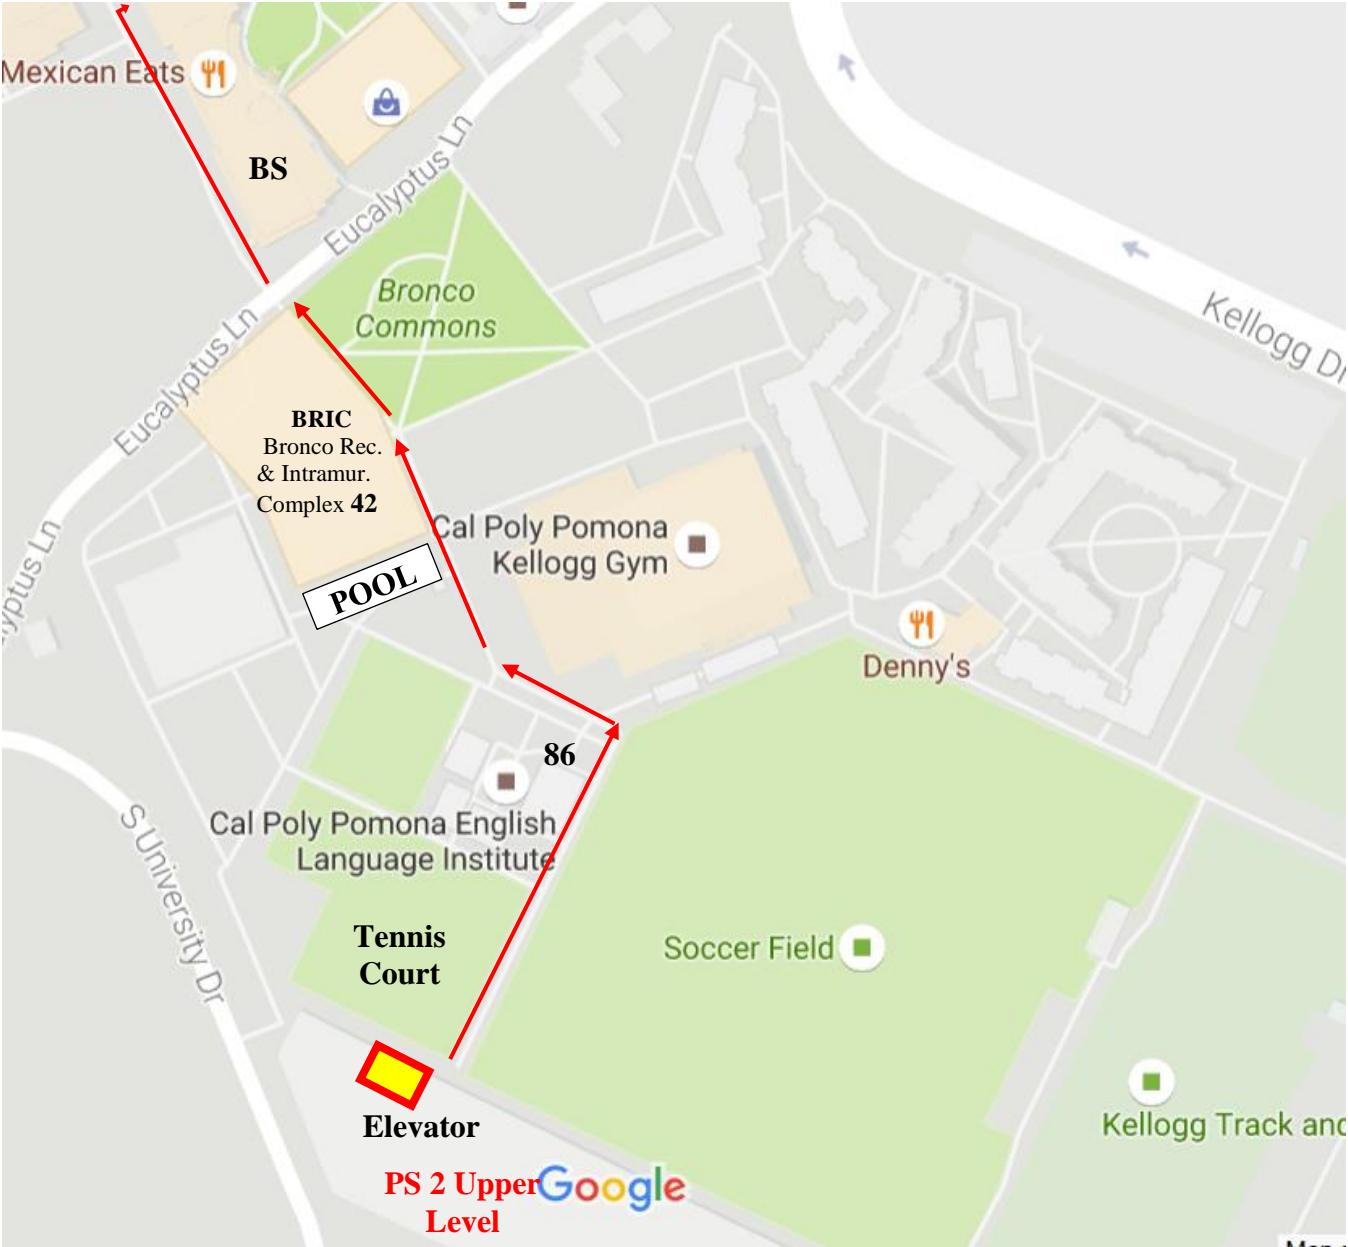 Mexican Eats
BS
Eucalyptus Ln
Bronco
Commons
Kellogg Dr
Eucalyptus Ln
BRIC
Bronco Rec.
& Intramur.
Complex 42
Cal Poly Pomona
Kellogg Gym
POOL
Denny's
86
Cal Poly Pomona English
Language Institute
S University Dr
Tennis
Court
Soccer Field
Elevator
Kellogg Track and
PS 2 Upper
Level
Google